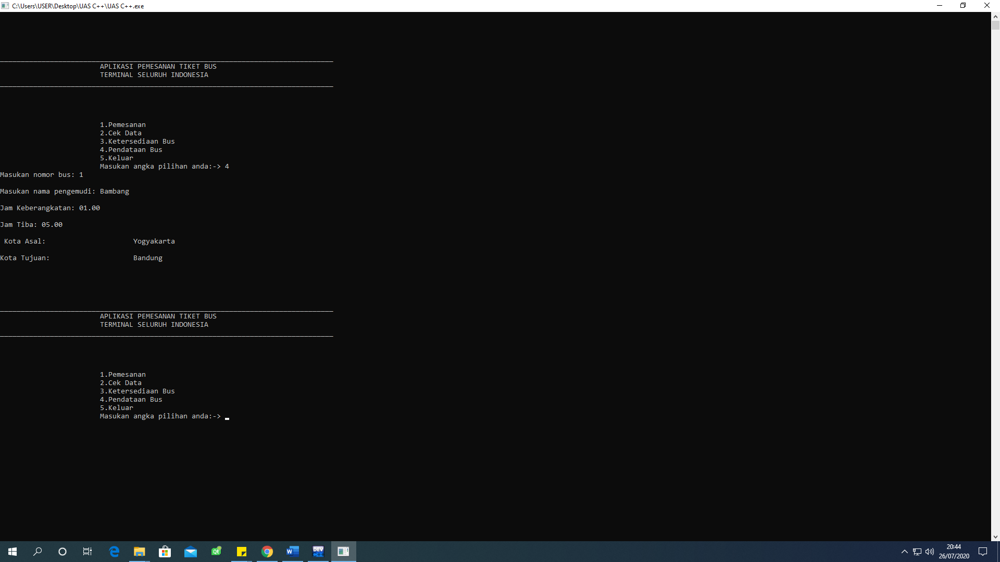 C:\Users\USER\Desktop\UAS C++\UAS C++.exe
APLIKASI PEMESANAN TIKET BUS
TERMINAL SELURUH INDONESIA
1.Pemesanan
2.Cek Data
3.Ketersediaan Bus
4.Pendataan Bus
5.Keluar
Masukan angka pilihan anda:-> 4
Masukan nomor bus: 1
Masukan nama pengemudi: Bambang
Jam Keberangkatan: 01.00
Jam Tiba: 05.00
Kota Asal: Yogyakarta
Kota Tujuan: Bandung
APLIKASI PEMESANAN TIKET BUS
TERMINAL SELURUH INDONESIA
1.Pemesanan
2.Cek Data
3.Ketersediaan Bus
4.Pendataan Bus
5.Keluar
Masukan angka pilihan anda:->
Qt
W
DEV C++
20:44
26/07/2020